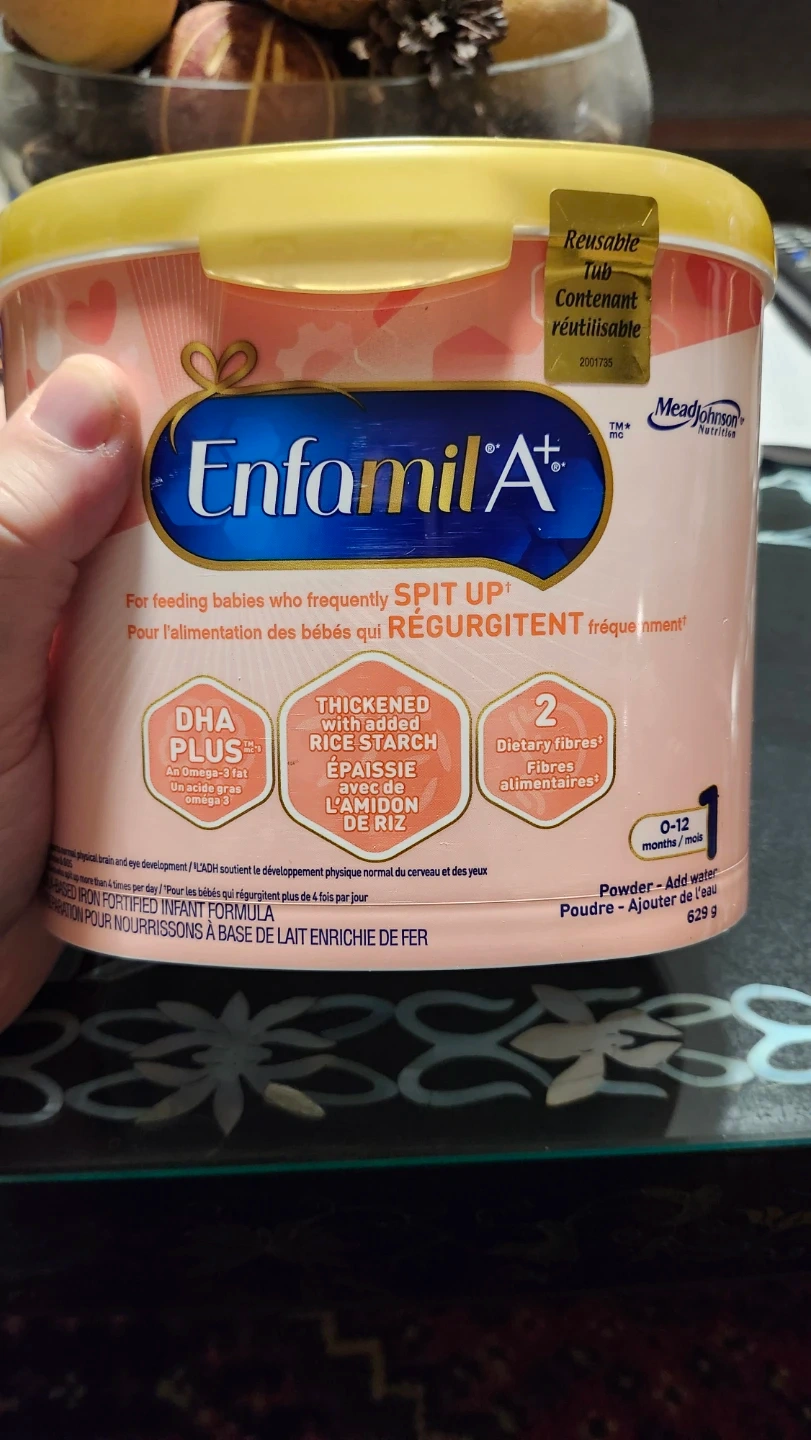 Reusable
Tub
Contenant
réutilisable
2001735
MeadJohnson™
Nutrition
Enfamil®* A+®*
TM*
mc
For feeding babies who frequently SPIT UP†
Pour l'alimentation des bébés qui RÉGURGITENT fréquemment†
DHA
PLUS
An Omega-3 fat
Un acide gras
oméga 3
THICKENED
with added
RICE STARCH
ÉPAISSIE
avec de
L'AMIDON
DE RIZ
2
Dietary fibres‡
Fibres
alimentaires‡
1
0-12
months / mois
normal physical, brain and eye development / §L'ADH soutient le développement physique normal du cerveau et des yeux
spit up more than 4 times per day / †Pour les bébés qui régurgitent plus de 4 fois par jour
-BASED IRON FORTIFIED INFANT FORMULA
POUR NOURRISSONS À BASE DE LAIT ENRICHIE DE FER
Powder - Add water
Poudre - Ajouter de l'eau
629 g